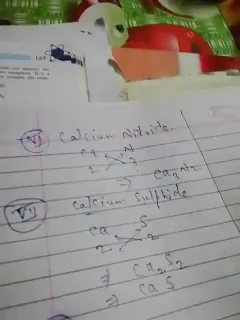 VI) Calcium Nitride
Ca N
2 3
⇒ Ca3N2
VII) Calcium Sulphide
Ca S
2 2
⇒ Ca2S2
⇒ CaS